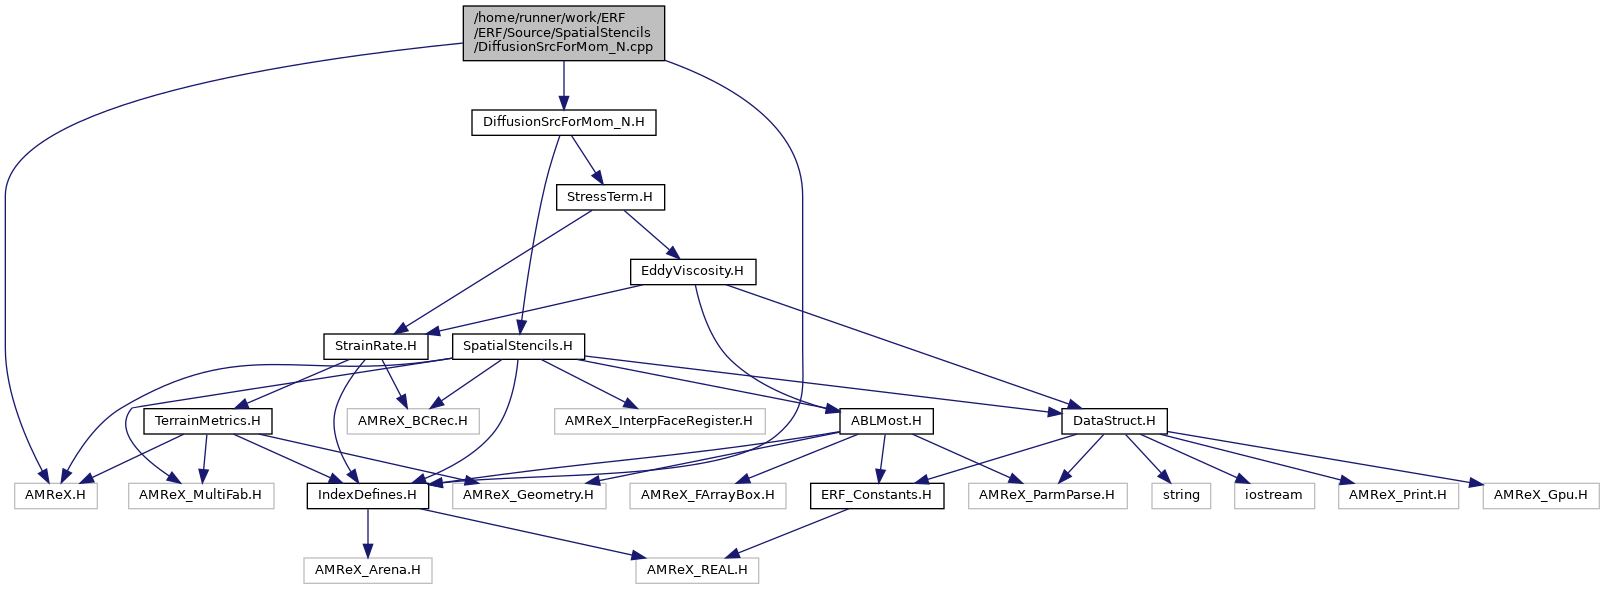 /home/runner/work/ERF
/ERF/Source/SpatialStencils
/DiffusionSrcForMom_N.cpp
DiffusionSrcForMom_N.H
StressTerm.H
EddyViscosity.H
StrainRate.H
SpatialStencils.H
TerrainMetrics.H
AMReX_BCRec.H
AMReX_InterpFaceRegister.H
ABLMost.H
DataStruct.H
AMReX.H
AMReX_MultiFab.H
IndexDefines.H
AMReX_Geometry.H
AMReX_FArrayBox.H
ERF_Constants.H
AMReX_ParmParse.H
string
iostream
AMReX_Print.H
AMReX_Gpu.H
AMReX_Arena.H
AMReX_REAL.H